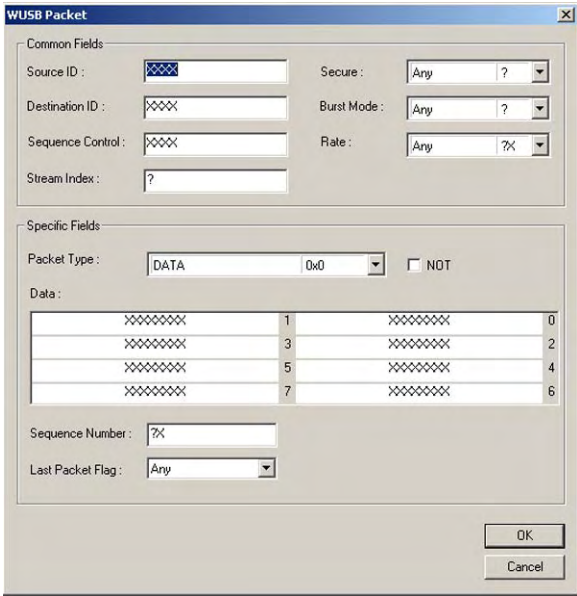 WUSB Packet
Common Fields
Source ID : XXXX Secure : Any ?
Destination ID : XXXX Burst Mode : Any ?
Sequence Control : XXXX Rate : Any ?X
Stream Index : ?
Specific Fields
Packet Type : DATA 0x0 NOT
Data :
XXXXXXXX 1 XXXXXXXX 0
XXXXXXXX 3 XXXXXXXX 2
XXXXXXXX 5 XXXXXXXX 4
XXXXXXXX 7 XXXXXXXX 6
Sequence Number : ?X
Last Packet Flag : Any
OK
Cancel